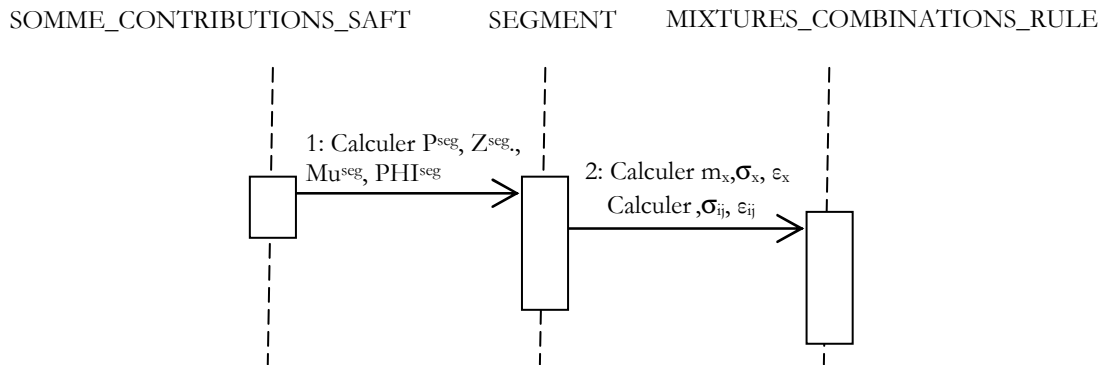 SOMME_CONTRIBUTIONS_SAFT SEGMENT MIXTURES_COMBINATIONS_RULE
1: Calculer Pˢᵉᵍ, Zˢᵉᵍ.,
Muˢᵉᵍ, PHIˢᵉᵍ
2: Calculer mₓ,σₓ, εₓ
Calculer ,σᵢⱼ, εᵢⱼ